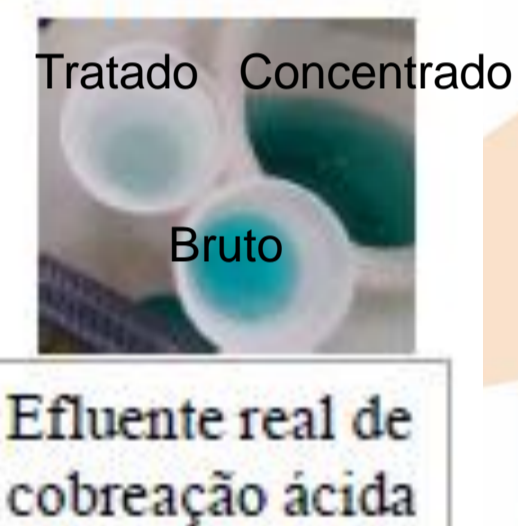 Tratado Concentrado
Bruto
Efluente real de
cobreação ácida